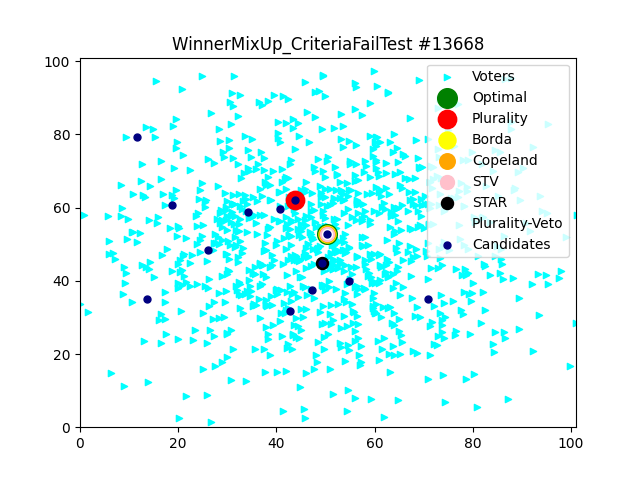 WinnerMixUp_CriteriaFailTest #13668
100
80
60
40
20
0
0 20 40 60 80 100
Voters
Optimal
Plurality
Borda
Copeland
STV
STAR
Plurality-Veto
Candidates